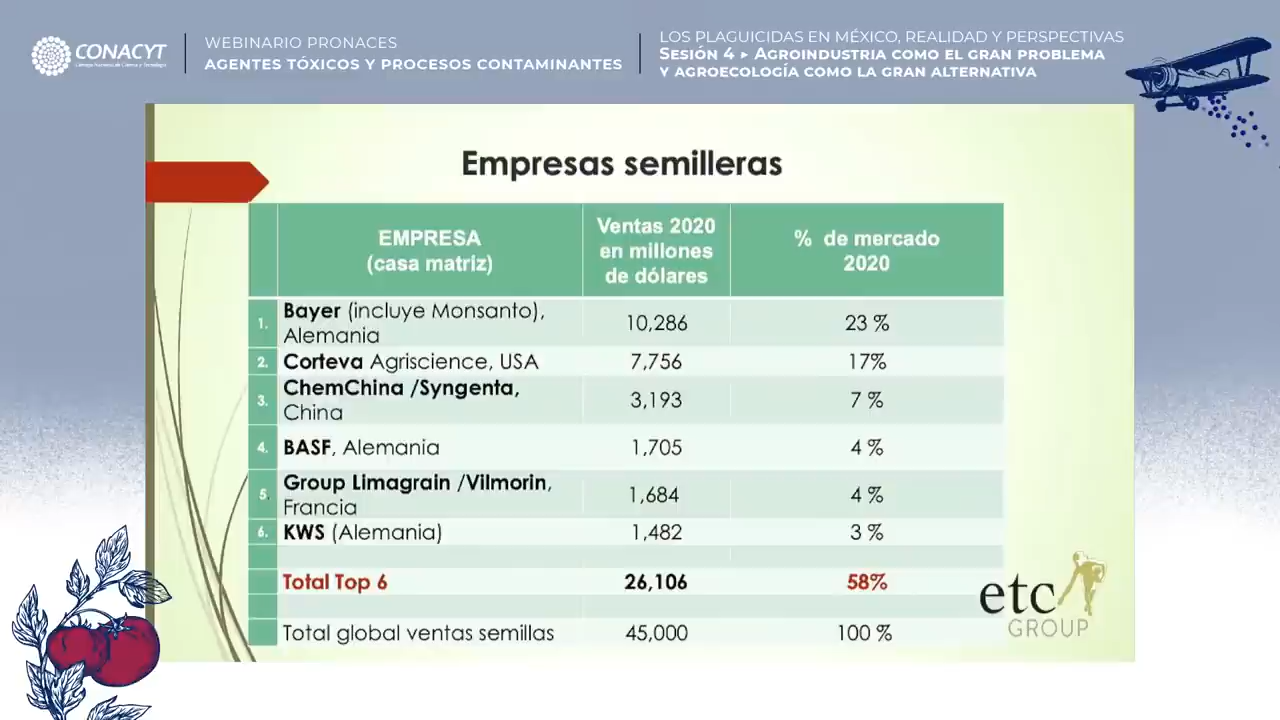 CONACYT
Consejo Nacional de Ciencia y Tecnología
WEBINARIO PRONACES
AGENTES TÓXICOS Y PROCESOS CONTAMINANTES
LOS PLAGUICIDAS EN MÉXICO, REALIDAD Y PERSPECTIVAS
SESIÓN 4 ▸ AGROINDUSTRIA COMO EL GRAN PROBLEMA
Y AGROECOLOGÍA COMO LA GRAN ALTERNATIVA
Empresas semilleras
EMPRESA
(casa matriz)
Ventas 2020
en millones
de dólares
% de mercado
2020
1. Bayer (incluye Monsanto),
Alemania
10,286 23 %
2. Corteva Agriscience, USA 7,756 17%
3. ChemChina /Syngenta,
China
3,193 7 %
4. BASF, Alemania 1,705 4 %
5. Group Limagrain /Vilmorin,
Francia
1,684 4 %
6. KWS (Alemania) 1,482 3 %
Total Top 6 26,106 58%
Total global ventas semillas 45,000 100 %
etc
GROUP